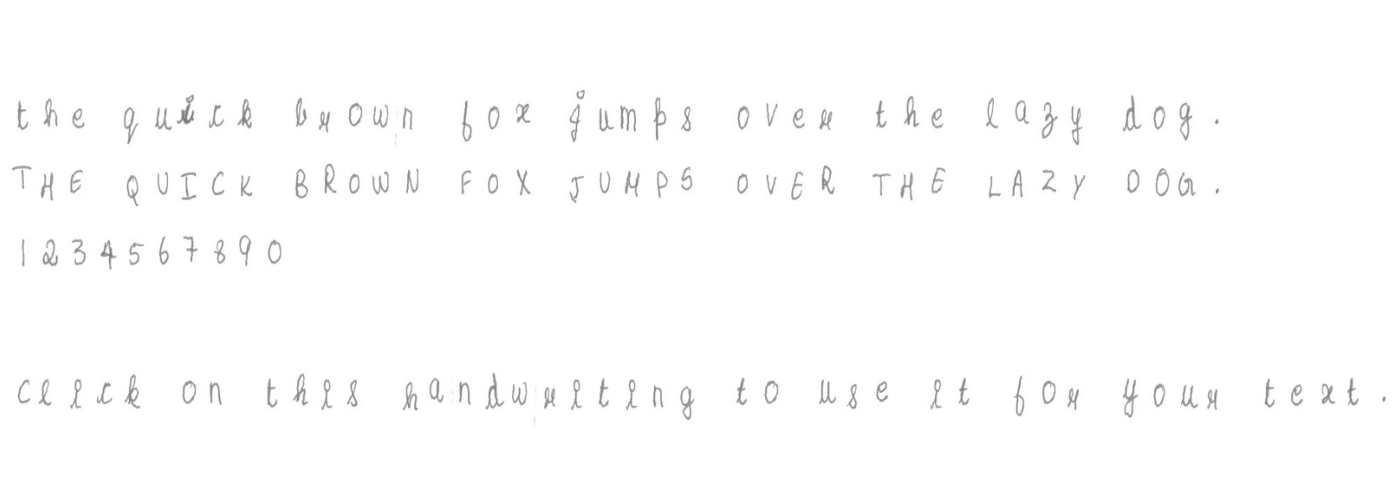 the quick brown fox jumps over the lazy dog.
THE QUICK BROWN FOX JUMPS OVER THE LAZY DOG.
1234567890
Click on this handwriting to use it for your text.